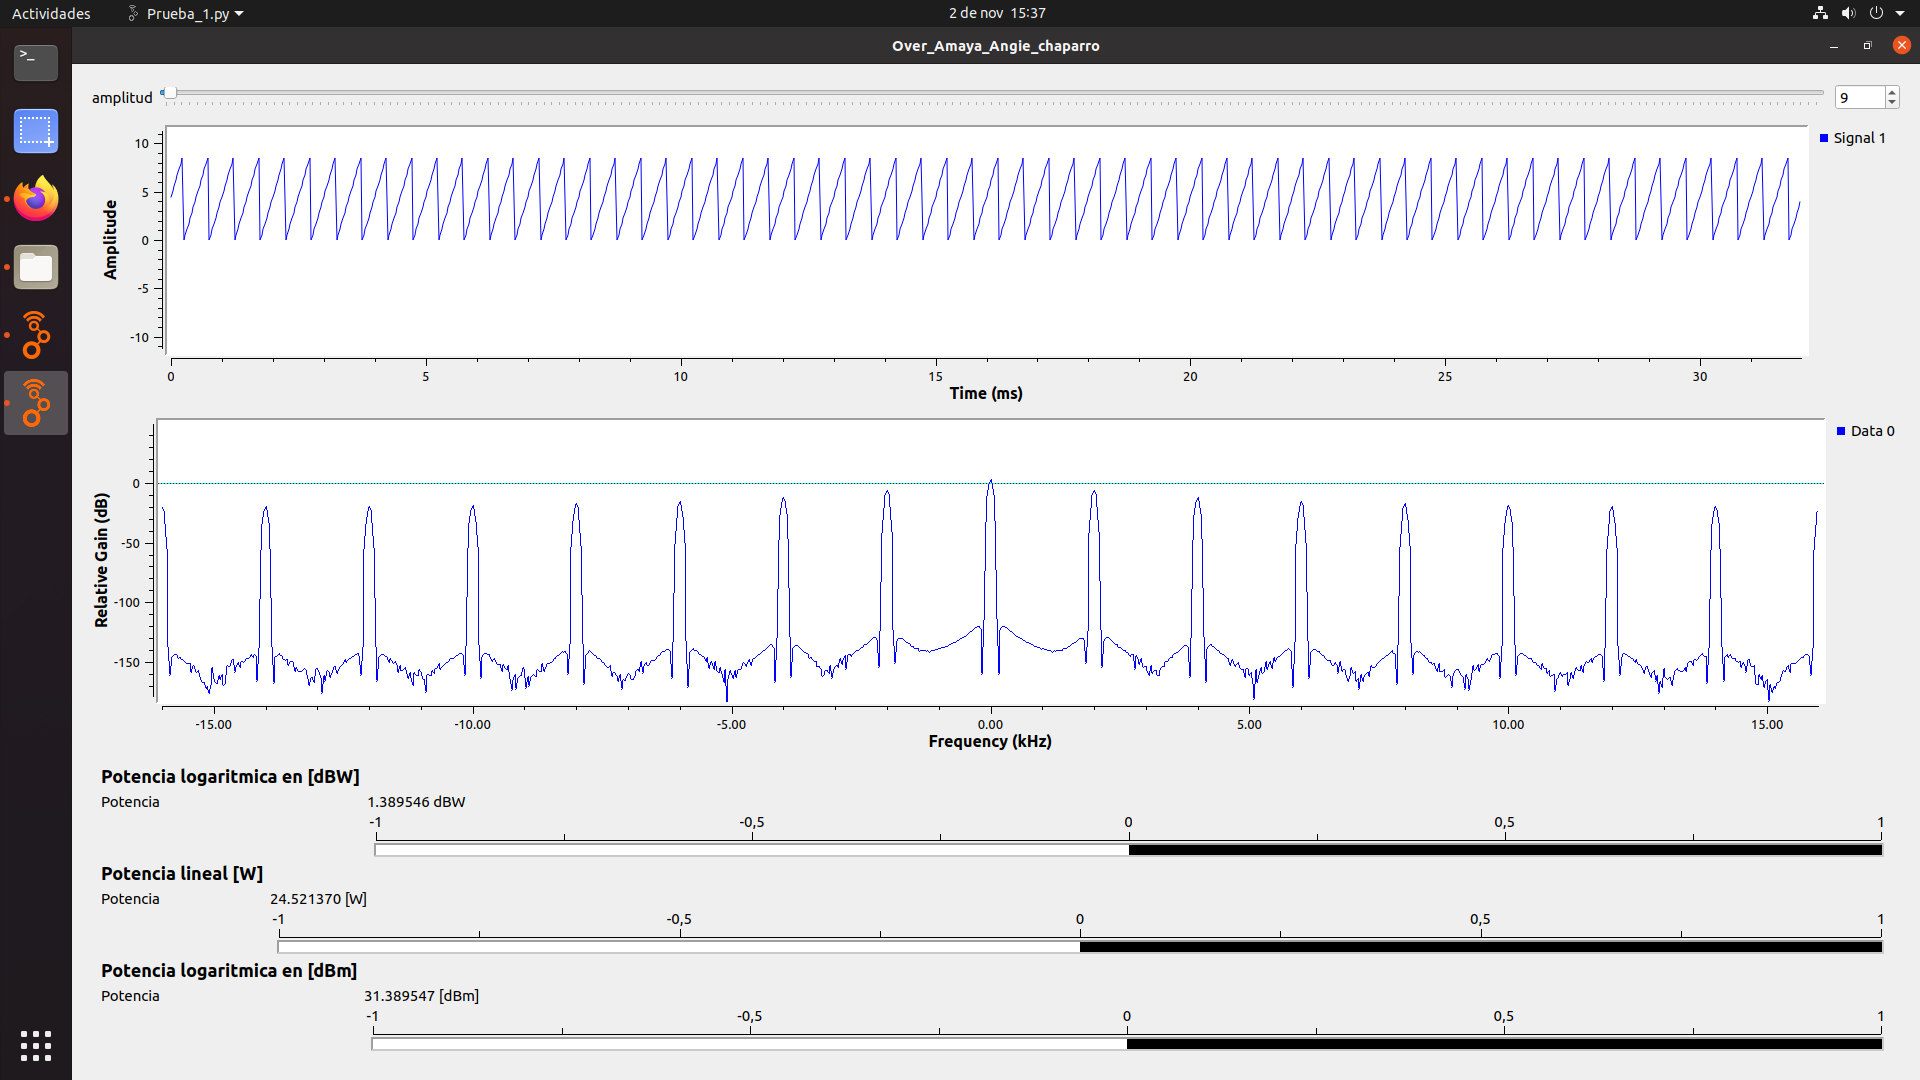 Actividades
Prueba_1.py
2 de nov 15:37
Over_Amaya_Angie_chaparro
amplitud
9
10
5
0
-5
-10
Amplitude
Signal 1
0 5 10 15 20 25 30
Time (ms)
0
-50
-100
-150
Relative Gain (dB)
Data 0
-15.00 -10.00 -5.00 0.00 5.00 10.00 15.00
Frequency (kHz)
Potencia logaritmica en [dBW]
Potencia 1.389546 dBW
-1 -0,5 0 0,5 1
Potencia lineal [W]
Potencia 24.521370 [W]
-1 -0,5 0 0,5 1
Potencia logaritmica en [dBm]
Potencia 31.389547 [dBm]
-1 -0,5 0 0,5 1